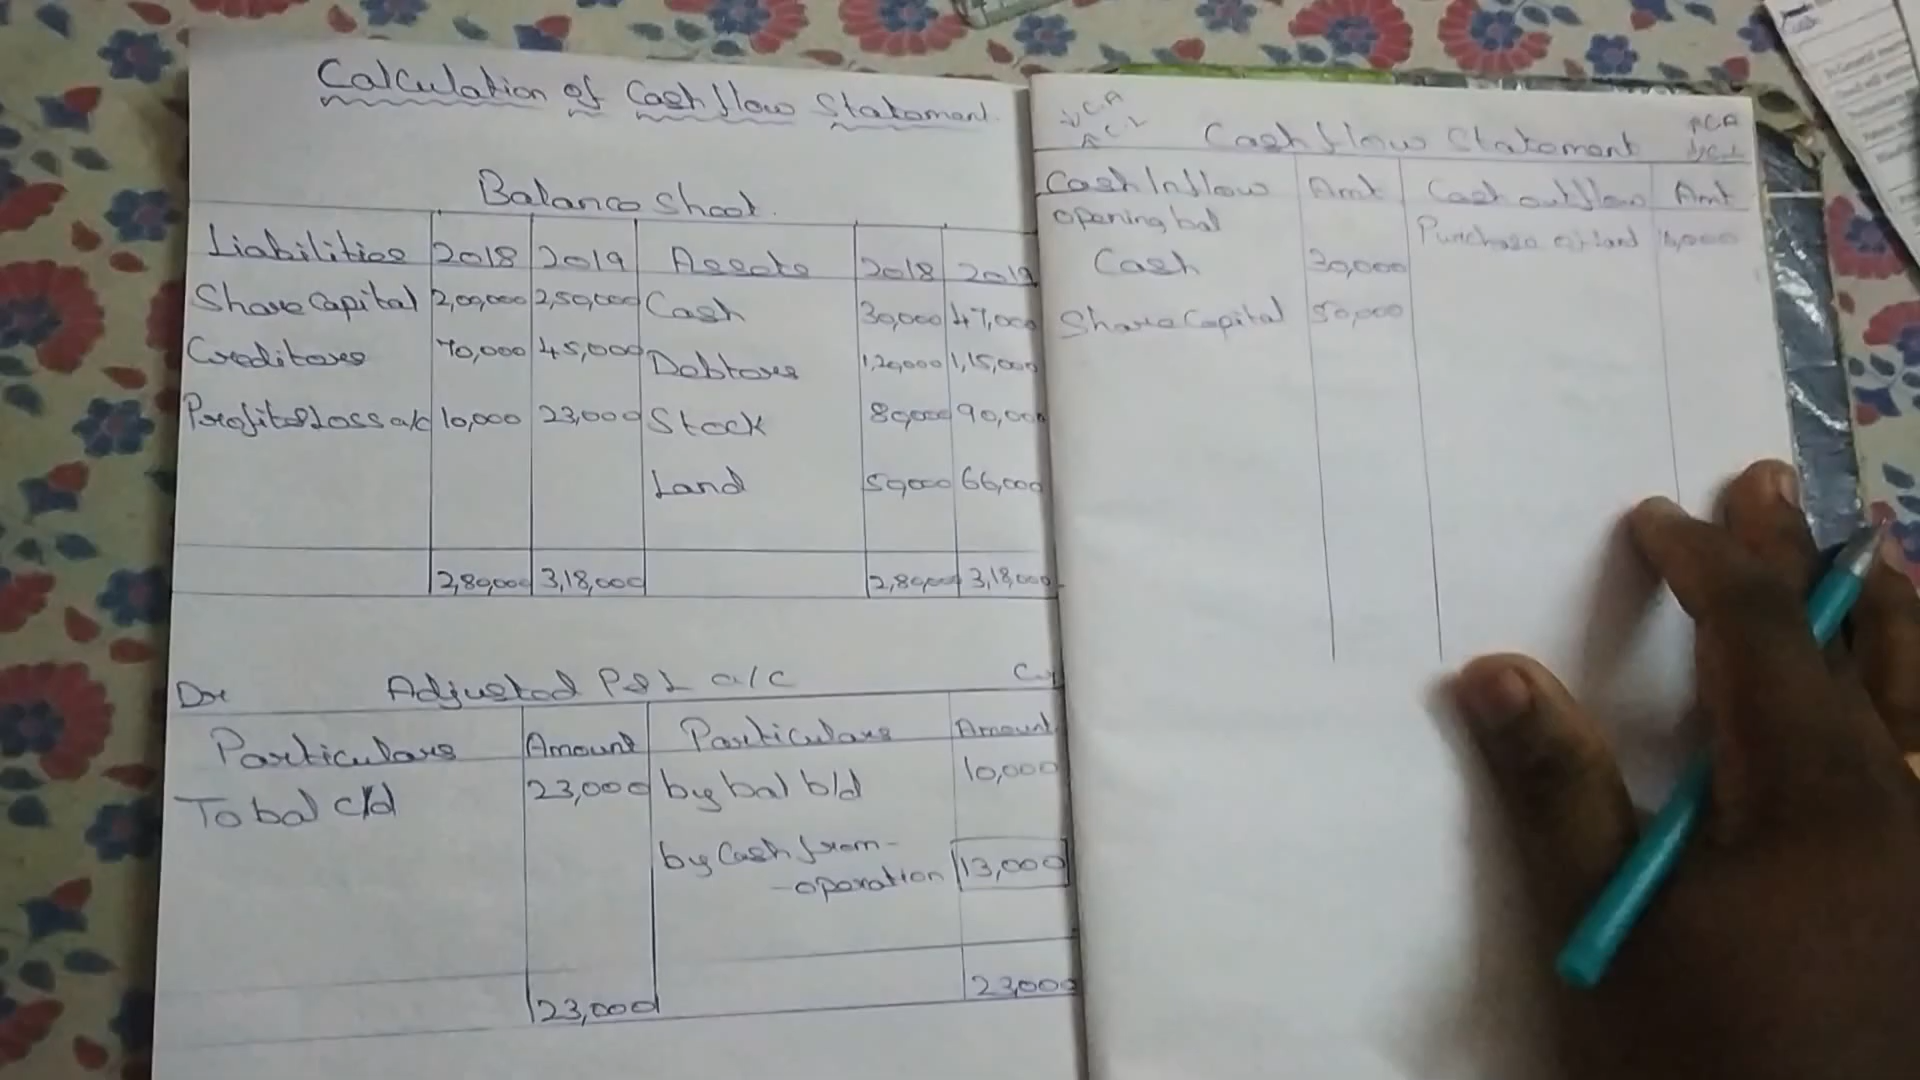 Calculation of Cash flow Statement.
Balance Sheet.
Liabilities 2018 2019 Assets 2018 2019
Share Capital 2,00,000 2,50,000 Cash 30,000 47,000
Creditors 70,000 45,000 Debtors 1,20,000 1,15,000
Profit & Loss a/c 10,000 23,000 Stock 80,000 90,000
Land 50,000 66,000
2,80,000 3,18,000 2,80,000 3,18,000
Dr Adjusted P&L a/c Cr
Particulars Amount Particulars Amount
To bal c/d 23,000 by bal b/d 10,000
by Cash from-
-operation 13,000
23,000 23,000
↓C.A
↑C.L
Cash flow Statement
↑C.A
↓C.L
Cash Inflow Amt Cash outflow Amt
Opening bal Purchase of land
Cash 30,000
Share Capital 50,000